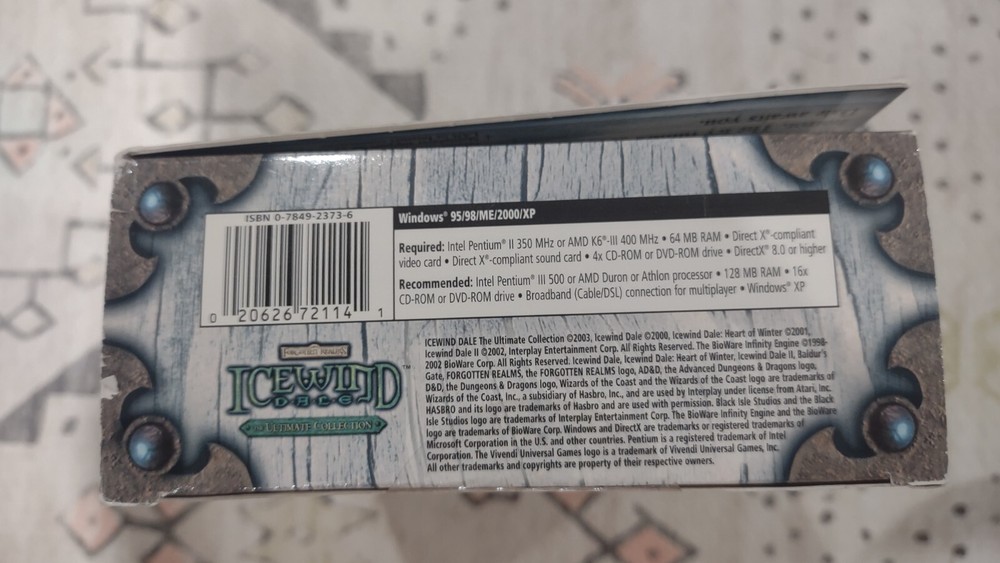 ISBN 0-7849-2373-6
0 20626 72114 1
Windows® 95/98/ME/2000/XP
Required: Intel Pentium® II 350 MHz or AMD K6®-III 400 MHz • 64 MB RAM • Direct X®-compliant
video card • Direct X®-compliant sound card • 4x CD-ROM or DVD-ROM drive • DirectX® 8.0 or higher
Recommended: Intel Pentium® III 500 or AMD Duron or Athlon processor • 128 MB RAM • 16x
CD-ROM or DVD-ROM drive • Broadband (Cable/DSL) connection for multiplayer • Windows® XP
FORGOTTEN REALMS
ICEWIND
DALE™
THE ULTIMATE COLLECTION
ICEWIND DALE The Ultimate Collection ©2003, Icewind Dale ©2000, Icewind Dale: Heart of Winter ©2001,
Icewind Dale II ©2002, Interplay Entertainment Corp. All Rights Reserved. The BioWare Infinity Engine ©1998-
2002 BioWare Corp. All Rights Reserved. Icewind Dale, Icewind Dale: Heart of Winter, Icewind Dale II, Baldur's
Gate, FORGOTTEN REALMS, the FORGOTTEN REALMS logo, AD&D, the Advanced Dungeons & Dragons logo,
D&D, the Dungeons & Dragons logo, Wizards of the Coast and the Wizards of the Coast logo are trademarks of
Wizards of the Coast, Inc., a subsidiary of Hasbro, Inc., and are used by Interplay under license from Atari, Inc.
HASBRO and its logo are trademarks of Hasbro and are used with permission. Black Isle Studios and the Black
Isle Studios logo are trademarks of Interplay Entertainment Corp. The BioWare Infinity Engine and the BioWare
logo are trademarks of BioWare Corp. Windows and DirectX are trademarks or registered trademarks of
Microsoft Corporation in the U.S. and other countries. Pentium is a registered trademark of Intel
Corporation. The Vivendi Universal Games logo is a trademark of Vivendi Universal Games, Inc.
All other trademarks and copyrights are property of their respective owners.